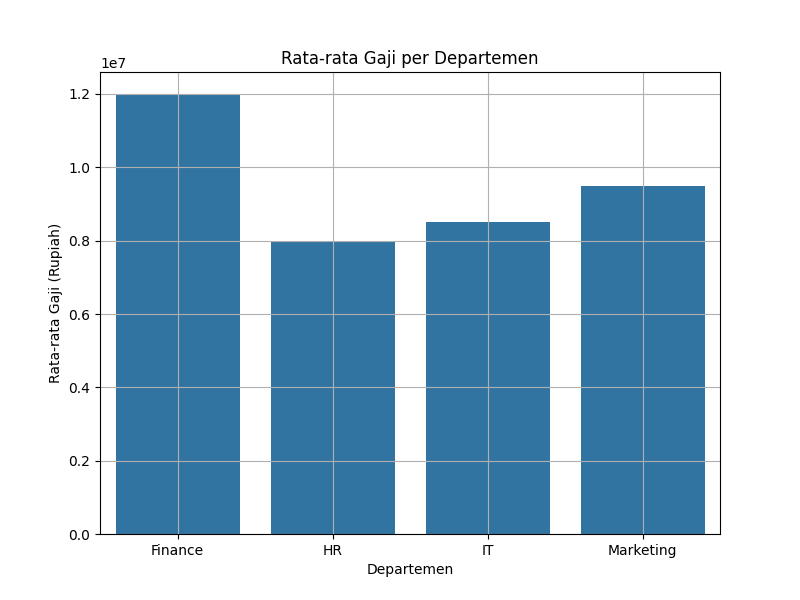 Rata-rata Gaji per Departemen
1e7
1.2
1.0
0.8
0.6
0.4
0.2
0.0
Rata-rata Gaji (Rupiah)
Finance HR IT Marketing
Departemen